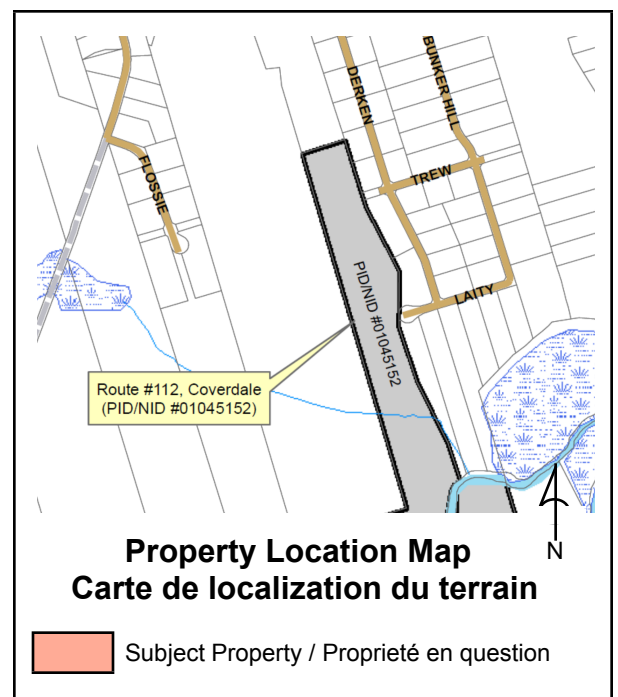 DERKEN
BUNKER HILL
FLOSSIE
TREW
PID/NID #01045152
LAITY
Route #112, Coverdale
(PID/NID #01045152)
N
Property Location Map
Carte de localization du terrain
Subject Property / Proprieté en question